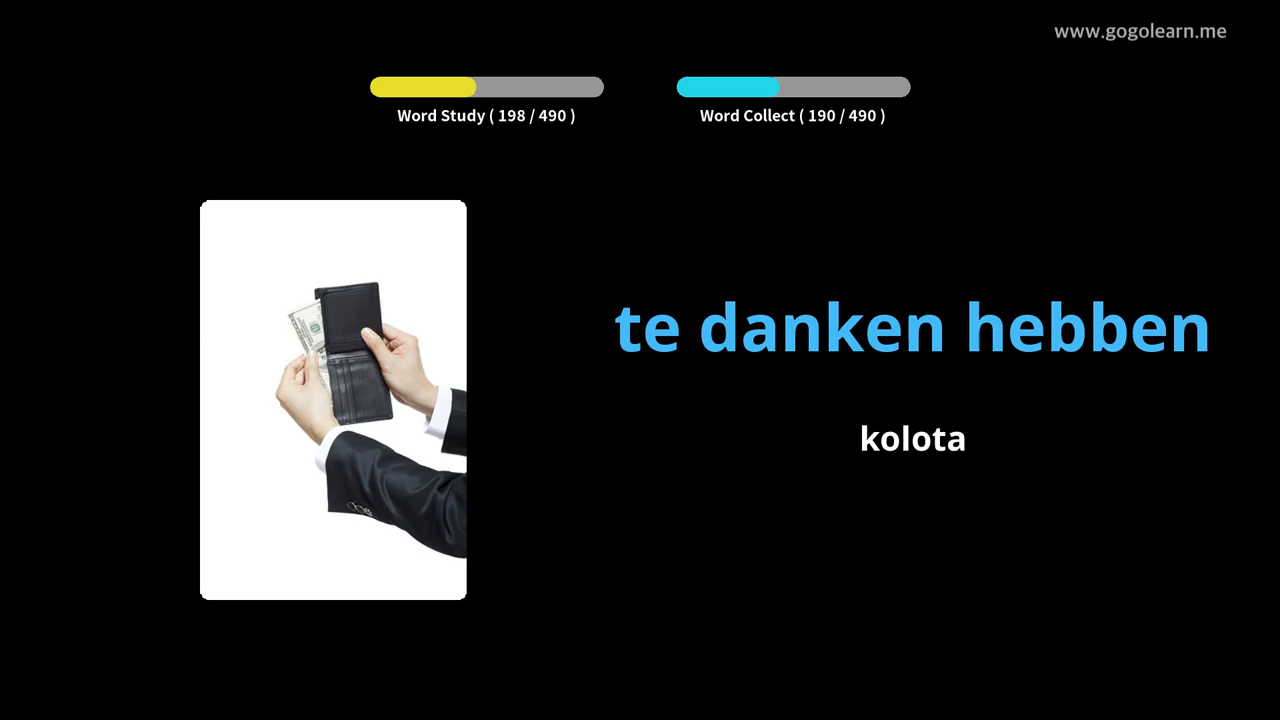 www.gogolearn.me
Word Study ( 198 / 490 )
Word Collect ( 190 / 490 )
te danken hebben
kolota